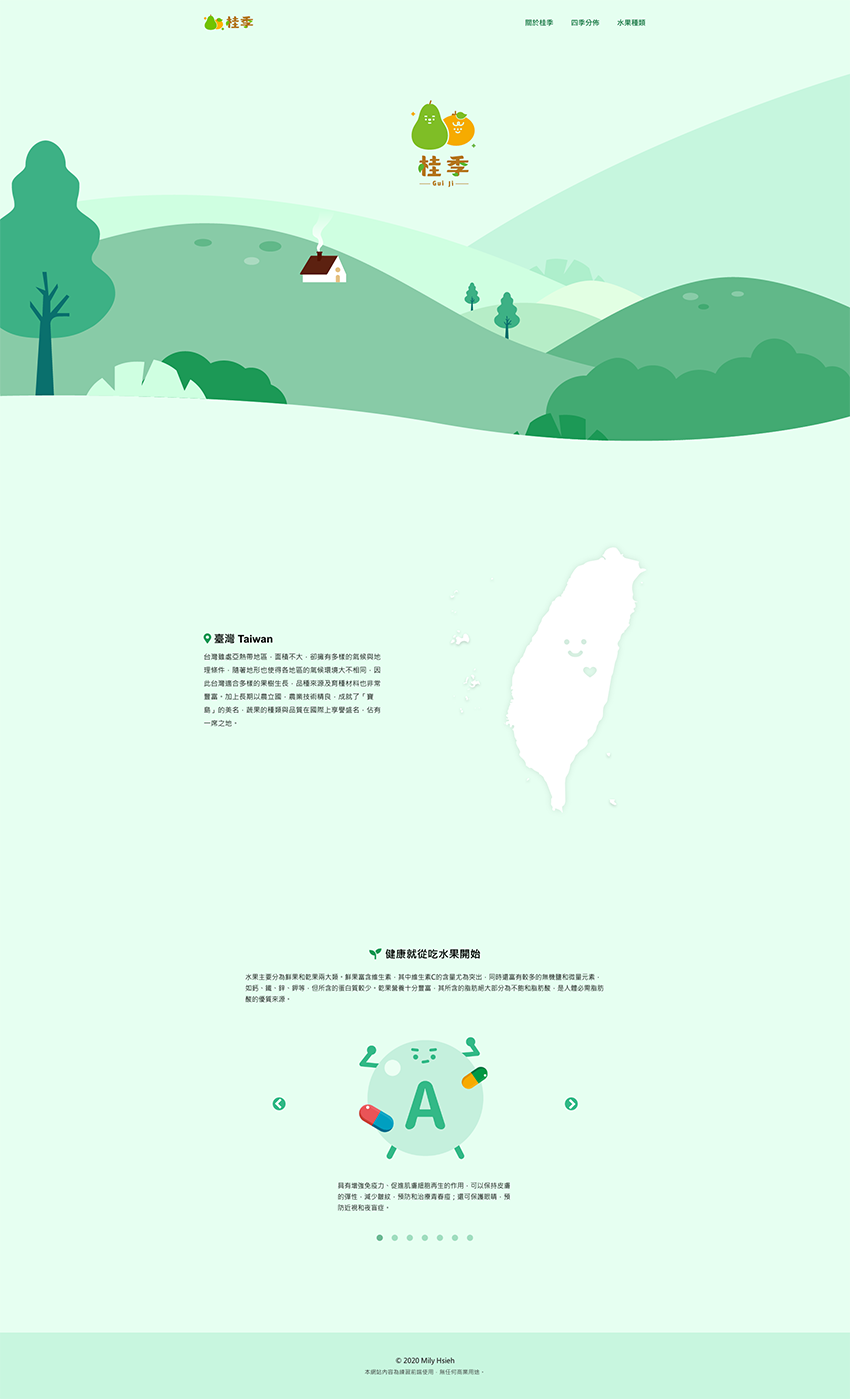 桂季
關於桂季
四季分佈
水果種類
桂季
Gui Ji
臺灣 Taiwan
台灣雖處亞熱帶地區，面積不大，卻擁有多樣的氣候與地
理條件，隨著地形也使得各地區的氣候環境大不相同，因
此台灣適合多樣的果樹生長，品種來源及育種材料也非常
豐富。加上長期以農立國，農業技術精良，成就了「寶
島」的美名，蔬果的種類與品質在國際上享譽盛名，佔有
一席之地。
健康就從吃水果開始
水果主要分為鮮果和乾果兩大類。鮮果富含維生素，其中維生素C的含量尤為突出，同時還富有較多的無機鹽和微量元素，
如鈣、鐵、鋅、鉀等，但所含的蛋白質較少。乾果營養十分豐富，其所含的脂肪絕大部分為不飽和脂肪酸，是人體必需脂肪
酸的優質來源。
A
具有增強免疫力、促進肌膚細胞再生的作用，可以保持皮膚
的彈性，減少皺紋，預防和治療青春痘；還可保護眼睛，預
防近視和夜盲症。
© 2020 Mily Hsieh
本網站內容為練習前端使用，無任何商業用途。